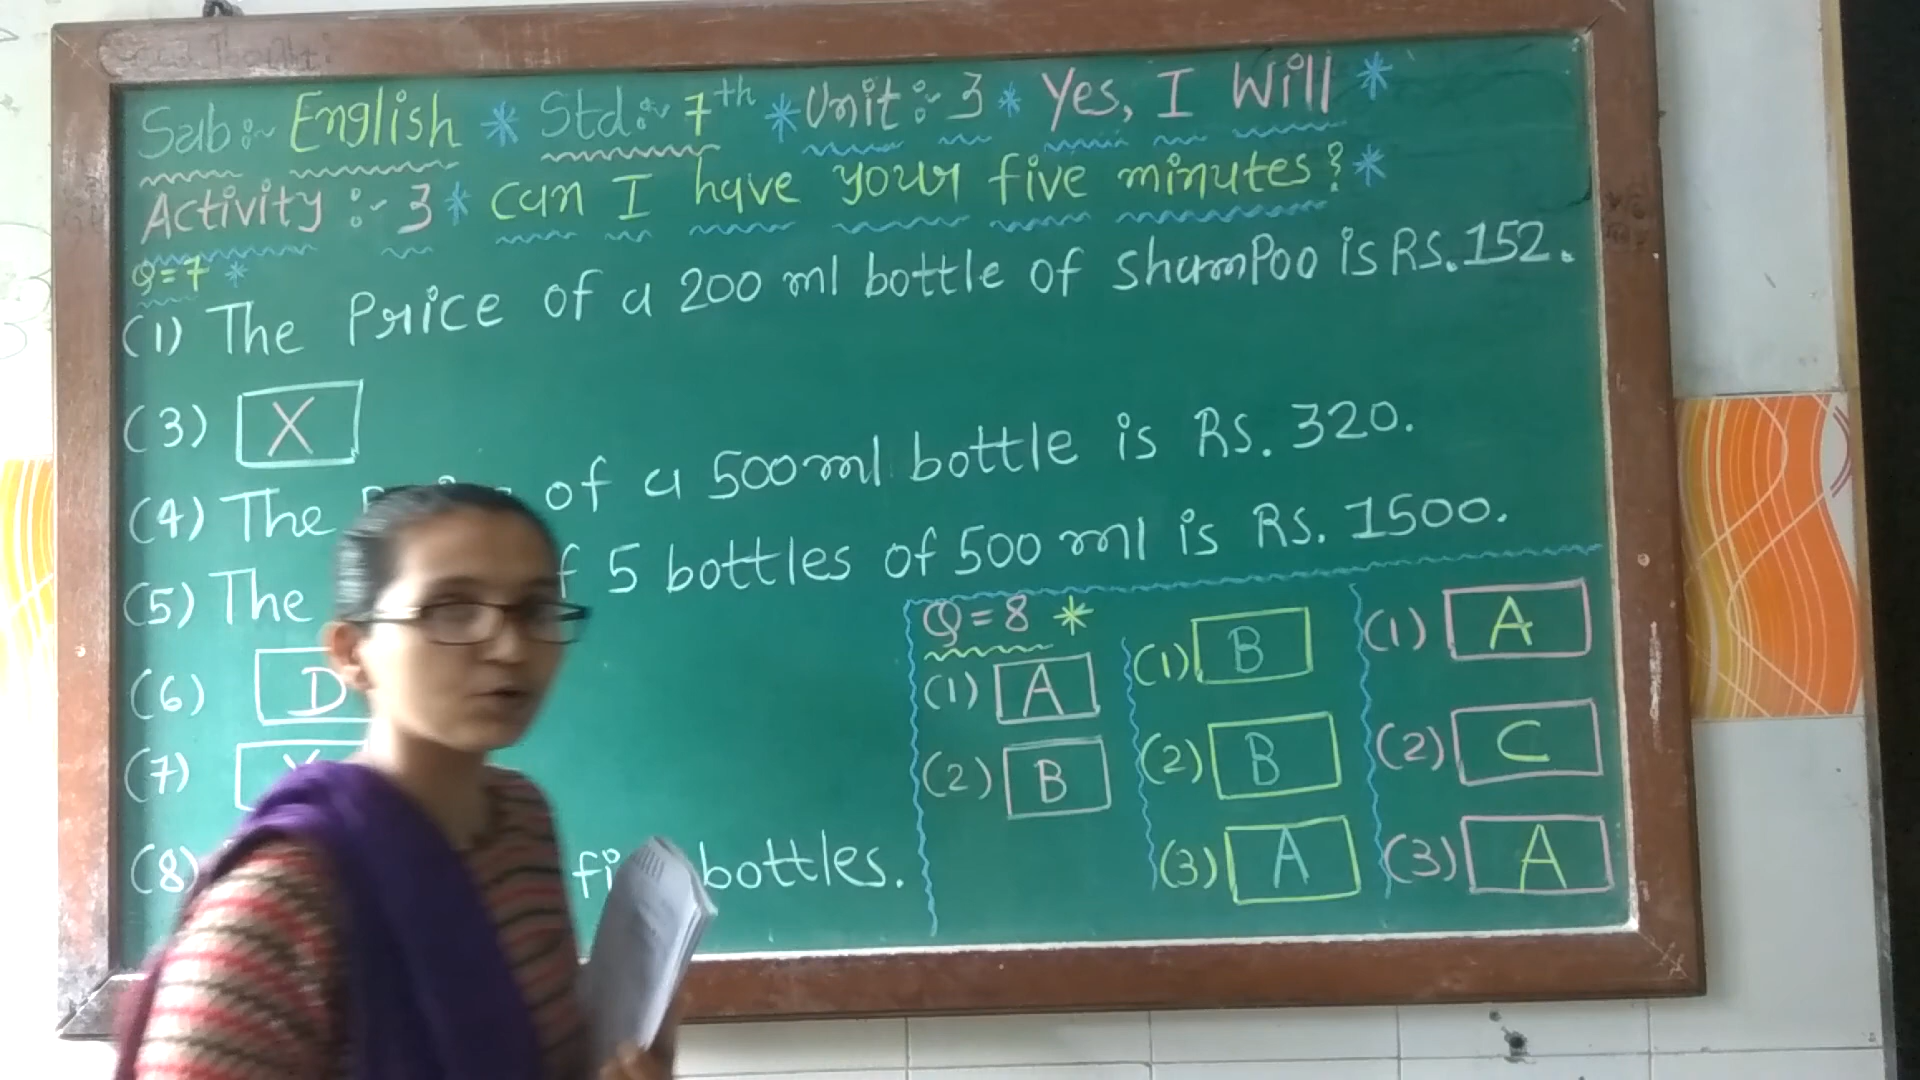 Sub:- English * Std:- 7th * Unit:- 3 * Yes, I Will *
Activity :- 3 * can I have your five minutes? *
Q=7 *
(1) The Price of a 200 ml bottle of shamPoo is Rs. 152.
(3) X
(4) The of a 500ml bottle is Rs. 320.
(5) The 5 bottles of 500 ml is Rs. 1500.
(6) D
(7)
(8) bottles.
Q=8 *
(1) A
(2) B
(1) B
(2) B
(3) A
(1) A
(2) C
(3) A